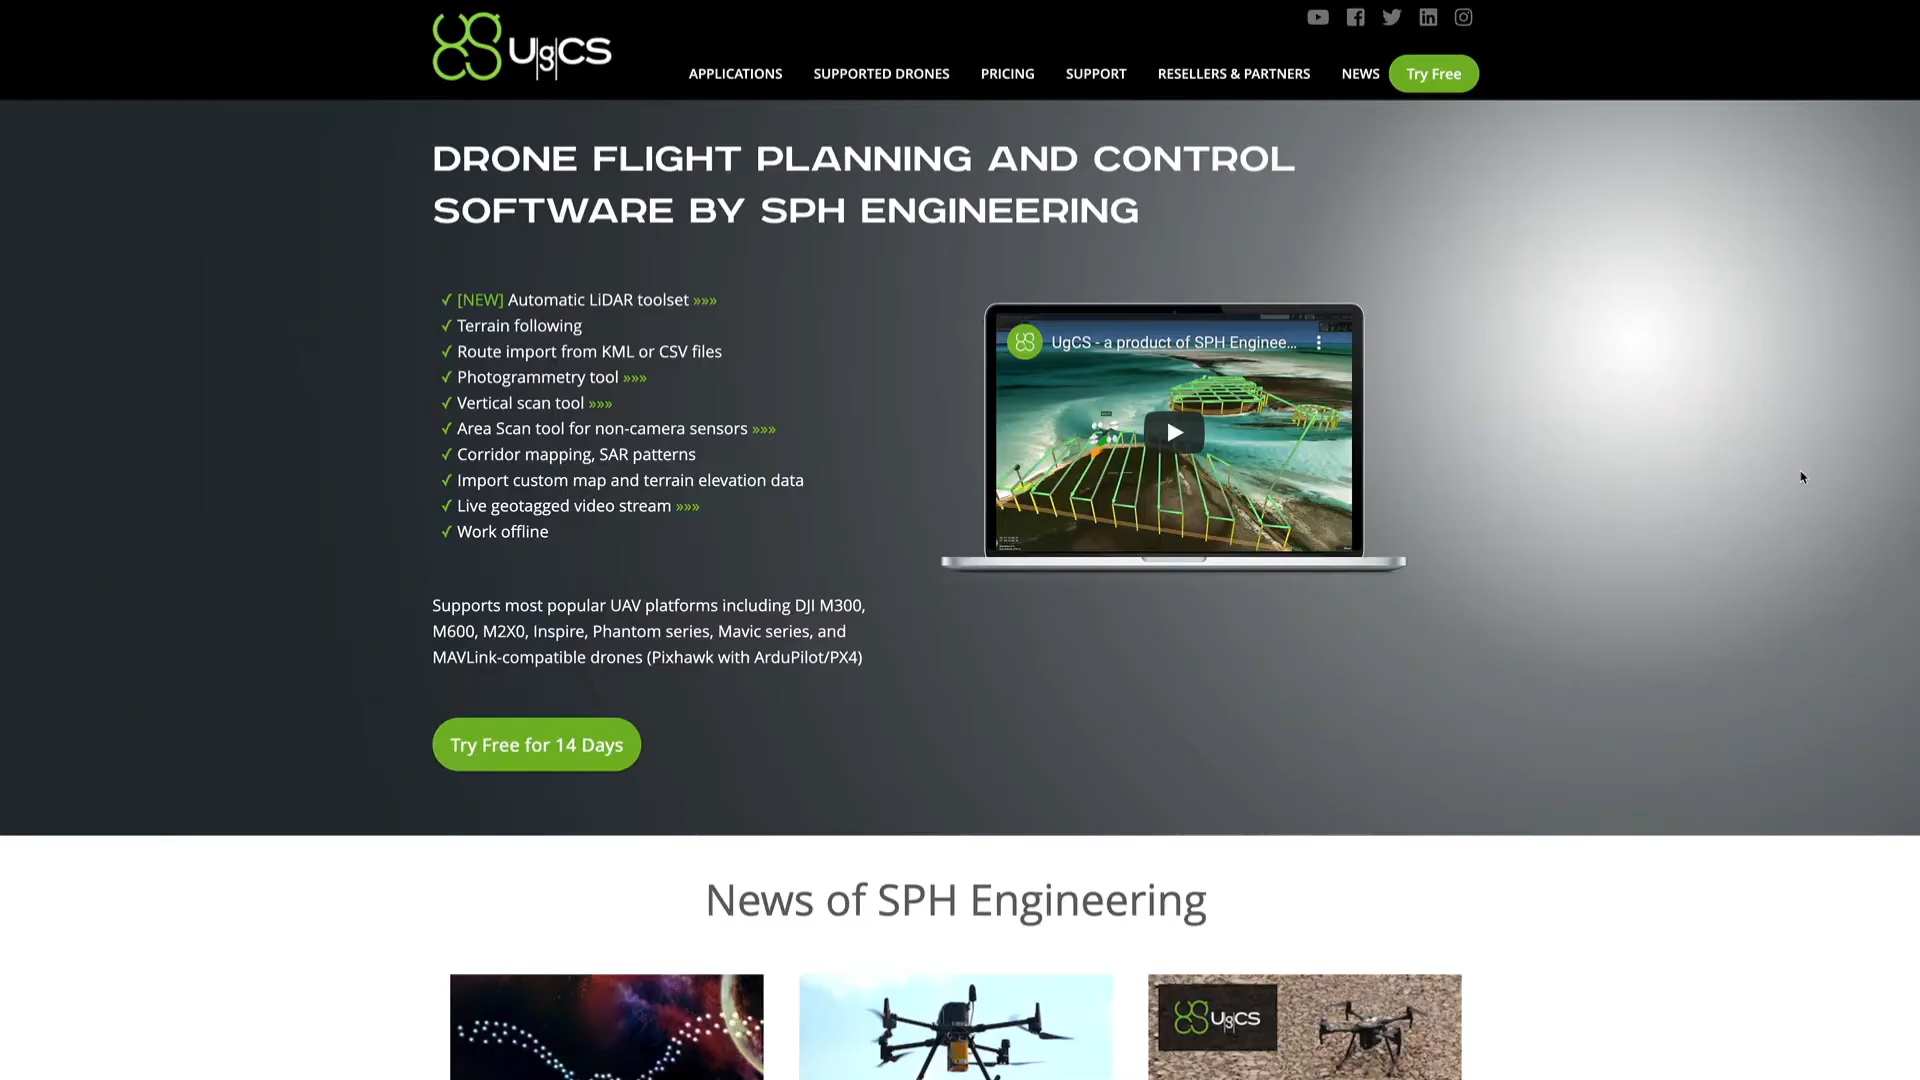 UgCS
APPLICATIONS
SUPPORTED DRONES
PRICING
SUPPORT
RESELLERS & PARTNERS
NEWS
Try Free
DRONE FLIGHT PLANNING AND CONTROL
SOFTWARE BY SPH ENGINEERING
✓ [NEW] Automatic LiDAR toolset »»»
✓ Terrain following
✓ Route import from KML or CSV files
✓ Photogrammetry tool »»»
✓ Vertical scan tool »»»
✓ Area Scan tool for non-camera sensors »»»
✓ Corridor mapping, SAR patterns
✓ Import custom map and terrain elevation data
✓ Live geotagged video stream »»»
✓ Work offline
UgCS - a product of SPH Enginee...
Supports most popular UAV platforms including DJI M300,
M600, M2X0, Inspire, Phantom series, Mavic series, and
MAVLink-compatible drones (Pixhawk with ArduPilot/PX4)
Try Free for 14 Days
News of SPH Engineering
UgCS